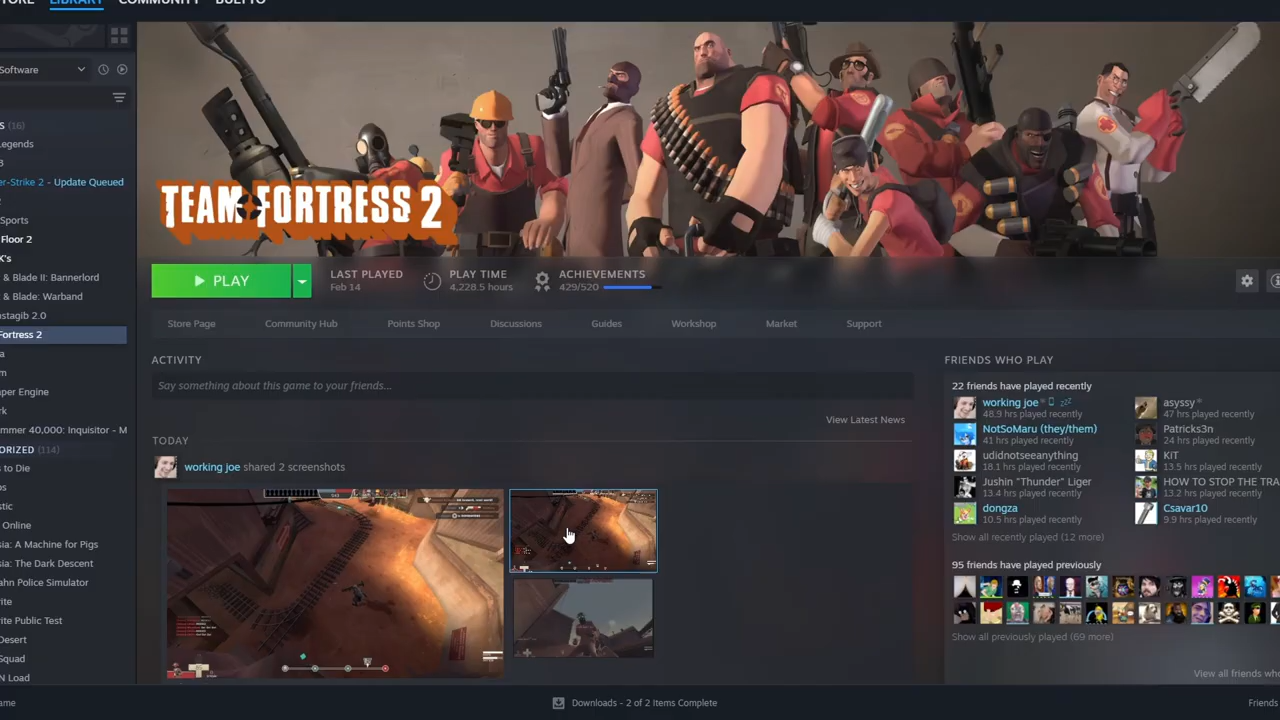 LIBRARY
COMMUNITY
Software
(16)
Legends
er-Strike 2 - Update Queued
Sports
Floor 2
& Blade II: Bannerlord
& Blade: Warband
nstagib 2.0
Fortress 2
aper Engine
mmer 40,000: Inquisitor - M
ORIZED (114)
s to Die
Online
sia: A Machine for Pigs
sia: The Dark Descent
ahn Police Simulator
rite
rite Public Test
Desert
Squad
N Load
ame
TEAM FORTRESS 2
PLAY
LAST PLAYED
Feb 14
PLAY TIME
4,228.5 hours
ACHIEVEMENTS
429/520
Store Page
Community Hub
Points Shop
Discussions
Guides
Workshop
Market
Support
ACTIVITY
Say something about this game to your friends...
View Latest News
TODAY
working joe shared 2 screenshots
FRIENDS WHO PLAY
22 friends have played recently
working joe
48.9 hrs played recently
asyssy
47 hrs played recently
NotSoMaru (they/them)
41 hrs played recently
Patricks3n
24 hrs played recently
udidnotseeanything
18.1 hrs played recently
KIT
13.5 hrs played recently
Jushin "Thunder" Liger
13.4 hrs played recently
HOW TO STOP THE TRA
13.2 hrs played recently
dongza
10.5 hrs played recently
Csavar10
9.9 hrs played recently
Show all recently played (12 more)
95 friends have played previously
Show all previously played (69 more)
View all friends who
Downloads - 2 of 2 Items Complete
Friends